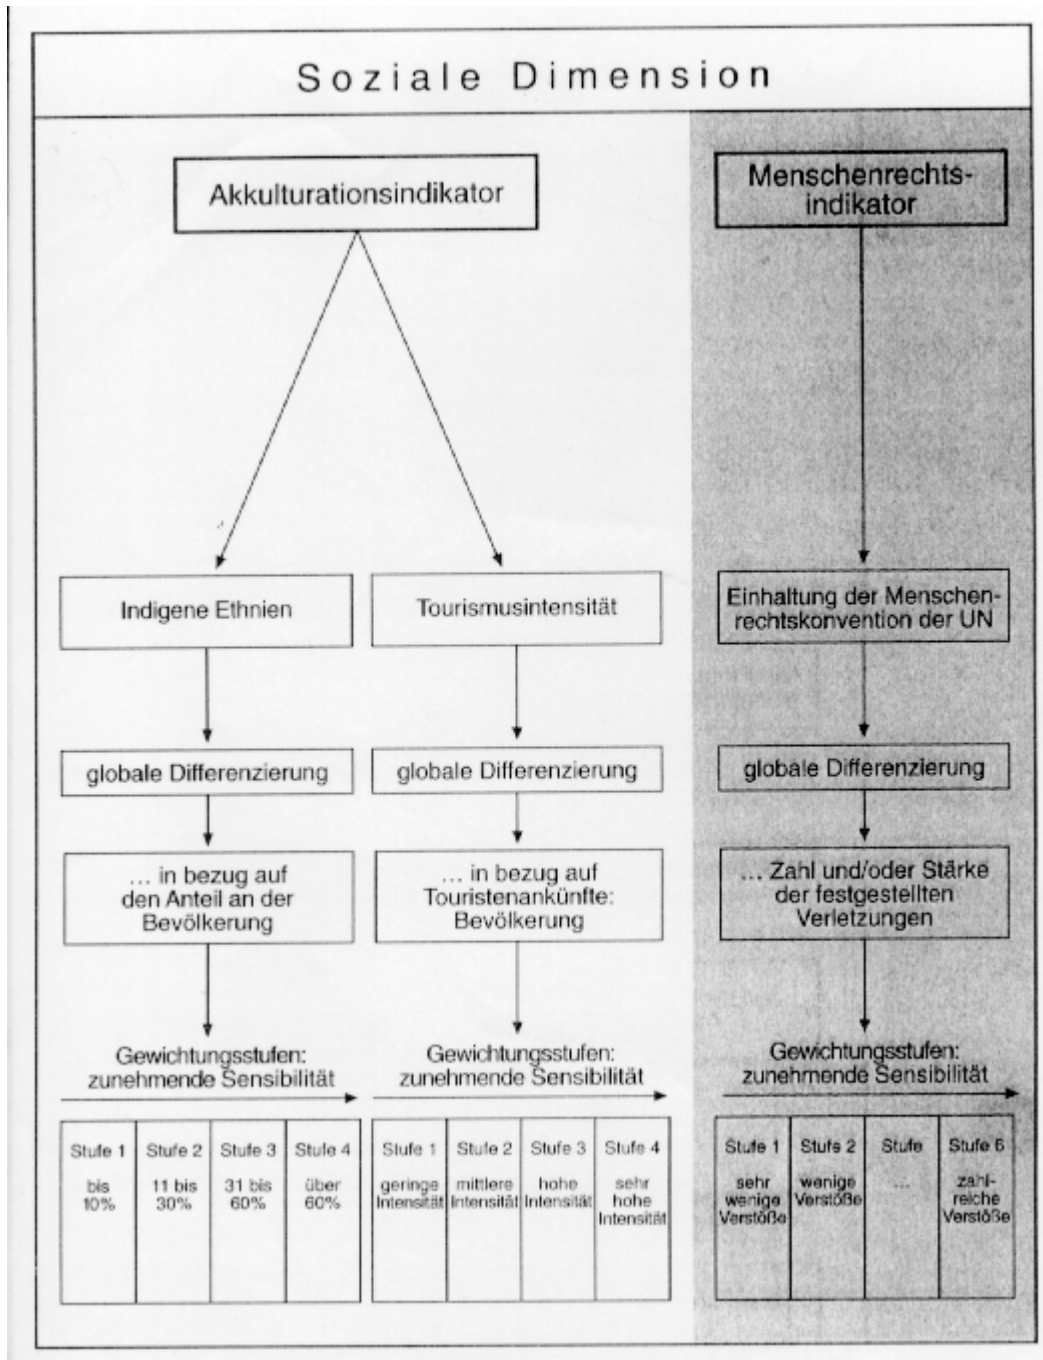 Soziale Dimension
Akkulturationsindikator
Menschenrechts-
indikator
Indigene Ethnien
Tourismusintensität
Einhaltung der Menschen-
rechtskonvention der UN
globale Differenzierung
globale Differenzierung
globale Differenzierung
... in bezug auf
den Anteil an der
Bevölkerung
... in bezug auf
Touristenankünfte:
Bevölkerung
... Zahl und/oder Stärke
der festgestellten
Verletzungen
Gewichtungsstufen:
zunehmende Sensibilität
Gewichtungsstufen:
zunehmende Sensibilität
Gewichtungsstufen:
zunehmende Sensibilität
Stufe 1
bis
10%
Stufe 2
11 bis
30%
Stufe 3
31 bis
60%
Stufe 4
über
60%
Stufe 1
geringe
Intensität
Stufe 2
mittlere
Intensität
Stufe 3
hohe
Intensität
Stufe 4
sehr
hohe
Intensität
Stufe 1
sehr
wenige
Verstöße
Stufe 2
wenige
Verstöße
Stufe
...
Stufe 6
zahl-
reiche
Verstöße